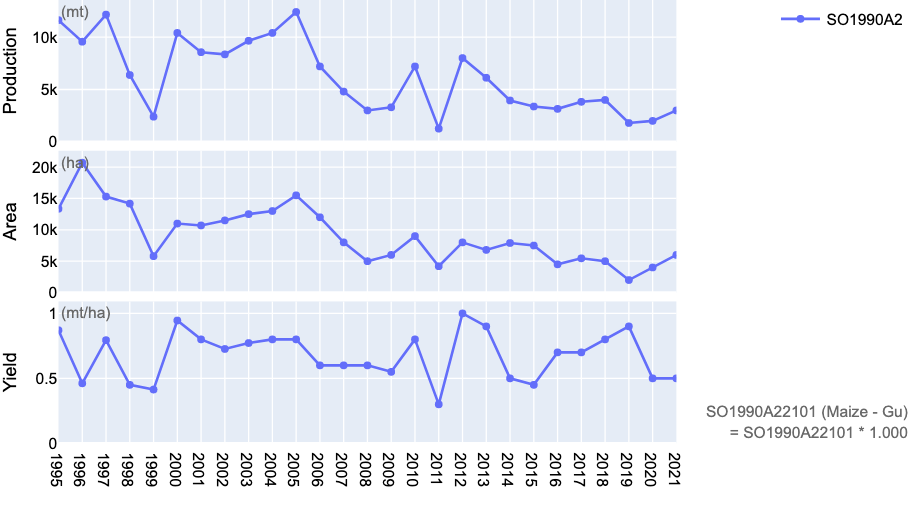 (mt)
SO1990A2
Production
10k
5k
0
(ha)
Area
20k
15k
10k
5k
0
(mt/ha)
Yield
1
0.5
0
SO1990A22101 (Maize - Gu)
= SO1990A22101 * 1.000
1995
1996
1997
1998
1999
2000
2001
2002
2003
2004
2005
2006
2007
2008
2009
2010
2011
2012
2013
2014
2015
2016
2017
2018
2019
2020
2021